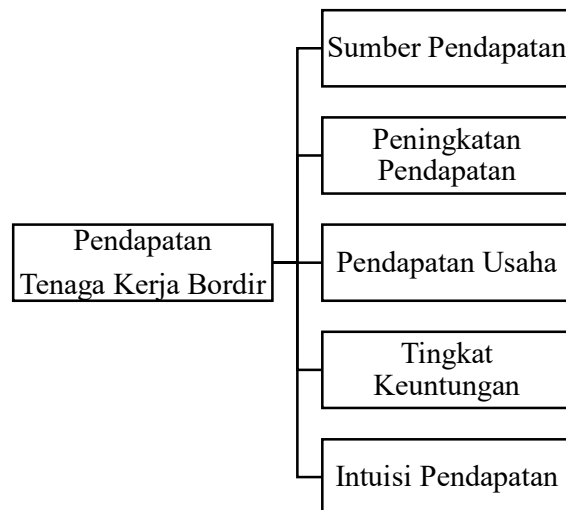 Sumber Pendapatan
Peningkatan
Pendapatan
Pendapatan
Tenaga Kerja Bordir
Pendapatan Usaha
Tingkat
Keuntungan
Intuisi Pendapatan